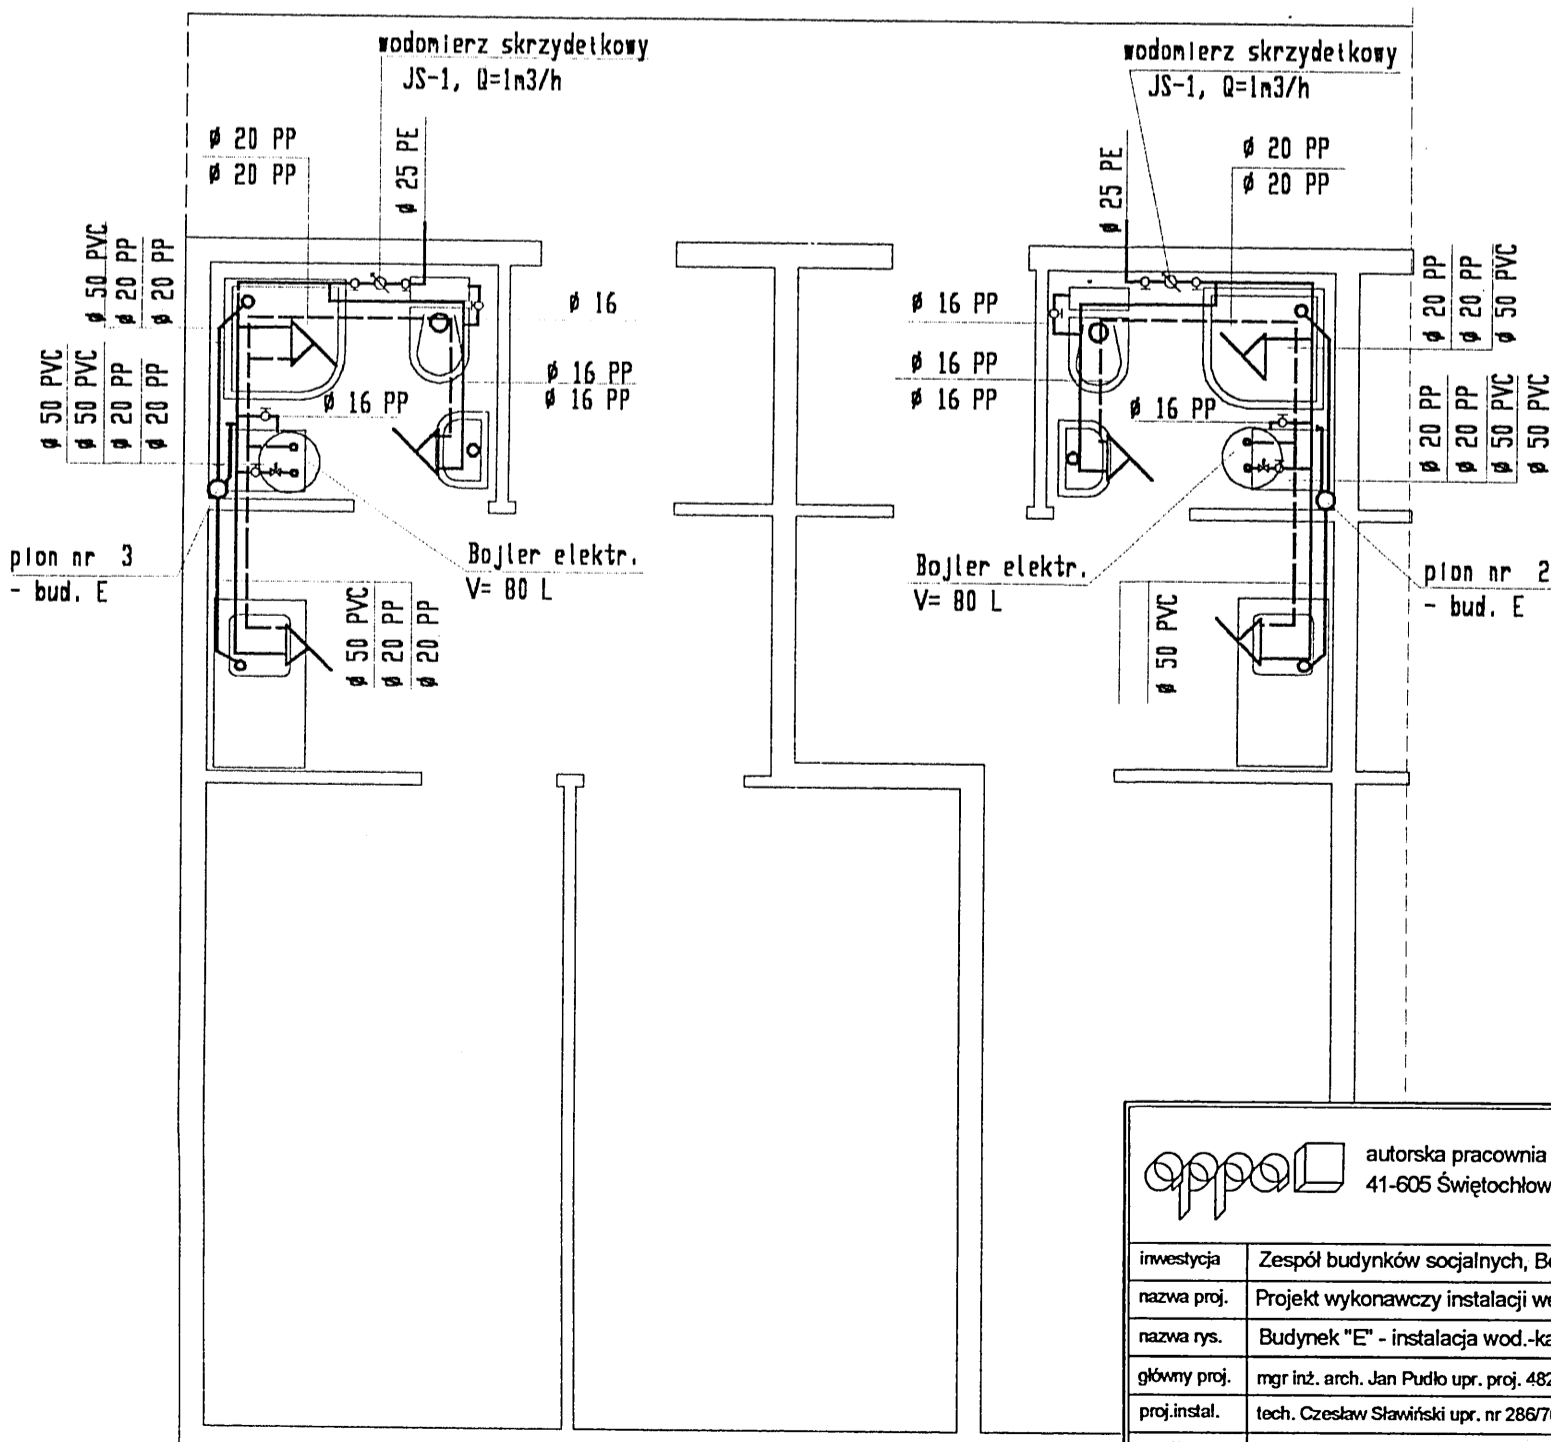 wodomierz skrzydełkowy
JS-1, Q=1m3/h
wodomierz skrzydełkowy
JS-1, Q=1m3/h
ø 20 PP
ø 20 PP
ø 25 PE
ø 25 PE
ø 20 PP
ø 20 PP
ø 50 PVC
ø 20 PP
ø 20 PP
ø 50 PVC
ø 50 PVC
ø 20 PP
ø 20 PP
ø 16
ø 16 PP
ø 16 PP
ø 16 PP
ø 16 PP
ø 16 PP
ø 16 PP
ø 16 PP
ø 20 PP
ø 20 PP
ø 50 PVC
ø 20 PP
ø 20 PP
ø 50 PVC
ø 50 PVC
pion nr 3
- bud. E
Bojler elektr.
V= 80 L
Bojler elektr.
V= 80 L
pion nr 2
- bud. E
ø 50 PVC
ø 20 PP
ø 20 PP
ø 50 PVC
appa
autorska pracownia
41-605 Świętochłow
inwestycja Zespół budynków socjalnych, B
nazwa proj. Projekt wykonawczy instalacji w
nazwa rys. Budynek "E" - instalacja wod.-ka
główny proj. mgr inż. arch. Jan Pudło upr. proj. 482
proj.instal. tech. Czesław Sławiński upr. nr 286/7